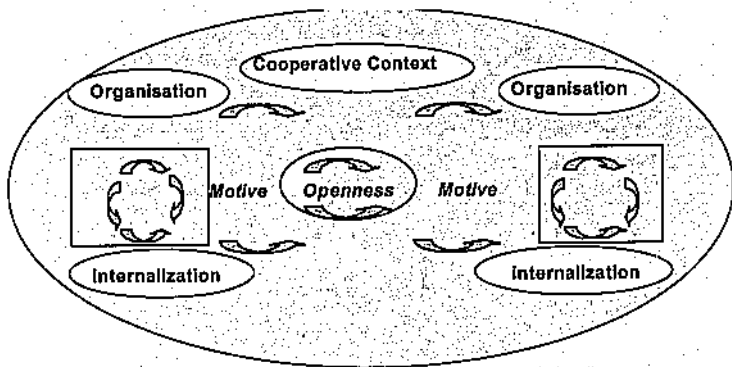 Cooperative Context
Organisation
Organisation
Motive
Openness
Motive
Internalization
Internalization